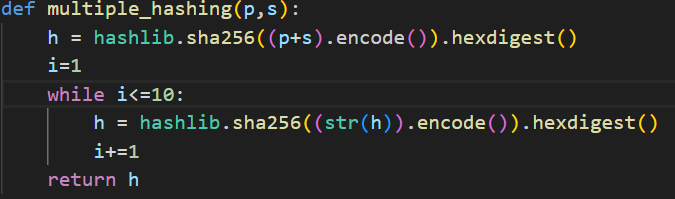 def multiple_hashing(p,s):
    h = hashlib.sha256((p+s).encode()).hexdigest()
    i=1
    while i<=10:
        h = hashlib.sha256((str(h)).encode()).hexdigest()
        i+=1
    return h